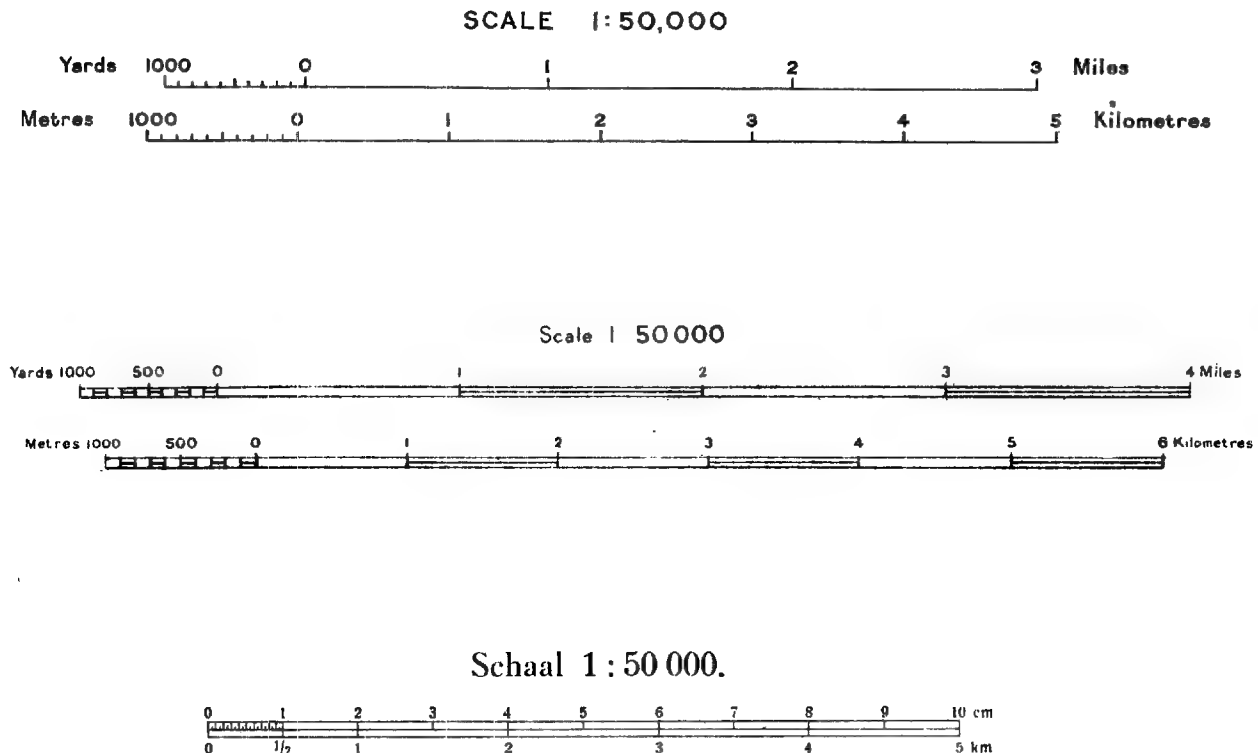 SCALE 1:50,000
Yards 1000 0 1 2 3 Miles
Metres 1000 0 1 2 3 4 5 Kilometres
Scale 1 50 000
Yards 1000 500 0 1 2 3 4 Miles
Metres 1000 500 0 1 2 3 4 5 6 Kilometres
Schaal 1 : 50 000.
0 1 2 3 4 5 6 7 8 9 10 cm
0 1/2 1 2 3 4 5 km